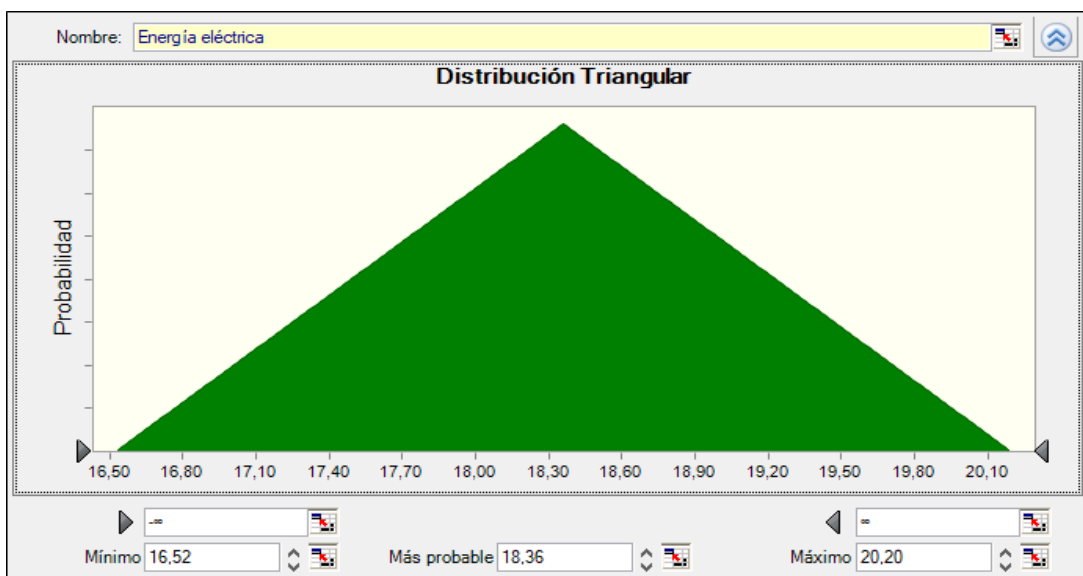 Nombre: Energía eléctrica
Distribución Triangular
Probabilidad
16,50 16,80 17,10 17,40 17,70 18,00 18,30 18,60 18,90 19,20 19,50 19,80 20,10
-∞ ∞
Mínimo 16,52 Más probable 18,36 Máximo 20,20